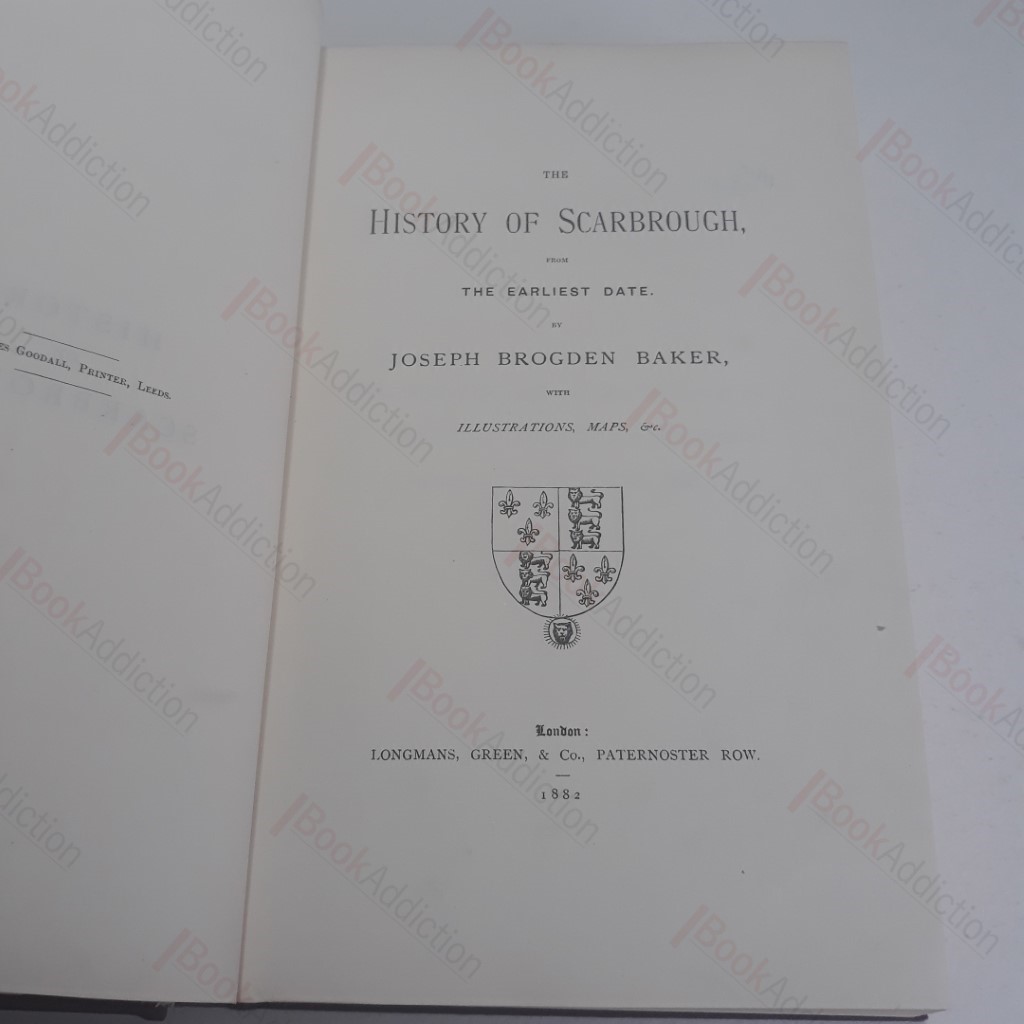 Goodall, Printer, Leeds.
THE
HISTORY OF SCARBROUGH,
FROM
THE EARLIEST DATE.
BY
JOSEPH BROGDEN BAKER,
WITH
ILLUSTRATIONS, MAPS, &c.
London:
LONGMANS, GREEN, & Co., PATERNOSTER ROW.
1882
BookAddiction